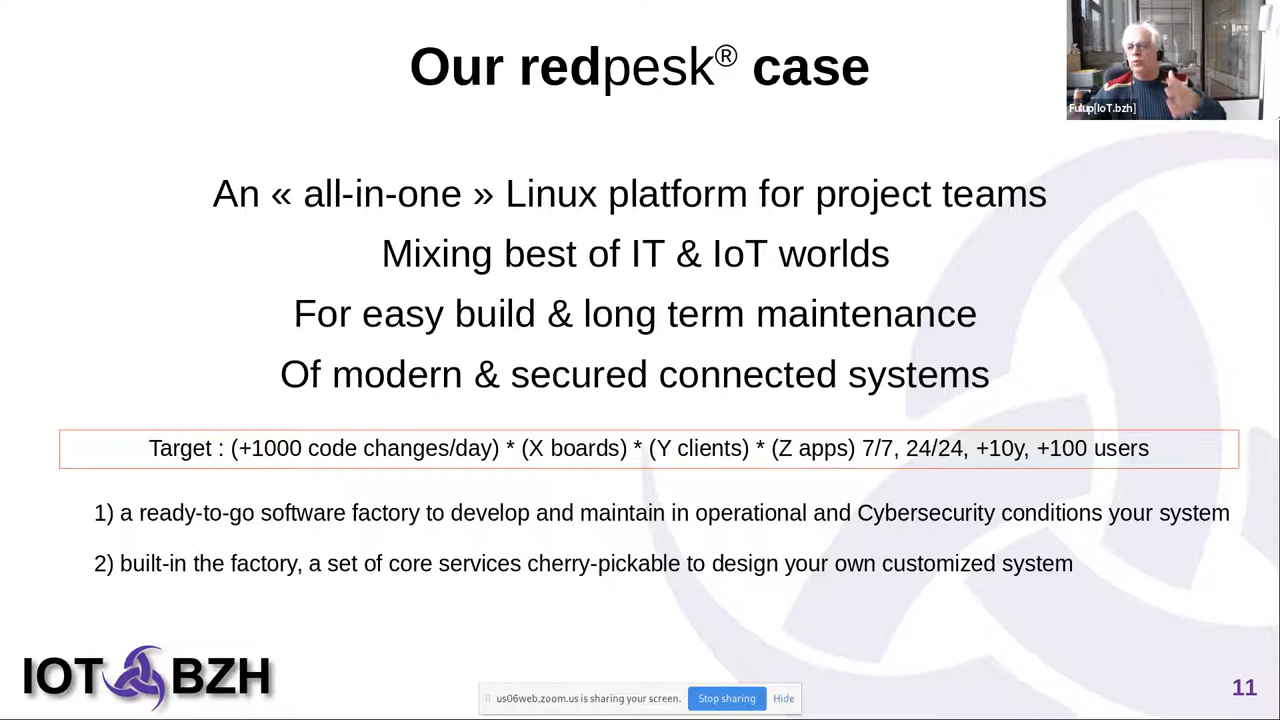 Our redpesk® case
Fulup[IoT.bzh]
An « all-in-one » Linux platform for project teams
Mixing best of IT & IoT worlds
For easy build & long term maintenance
Of modern & secured connected systems
Target : (+1000 code changes/day) * (X boards) * (Y clients) * (Z apps) 7/7, 24/24, +10y, +100 users
1) a ready-to-go software factory to develop and maintain in operational and Cybersecurity conditions your system
2) built-in the factory, a set of core services cherry-pickable to design your own customized system
IOT BZH
us06web.zoom.us is sharing your screen. Stop sharing Hide
11